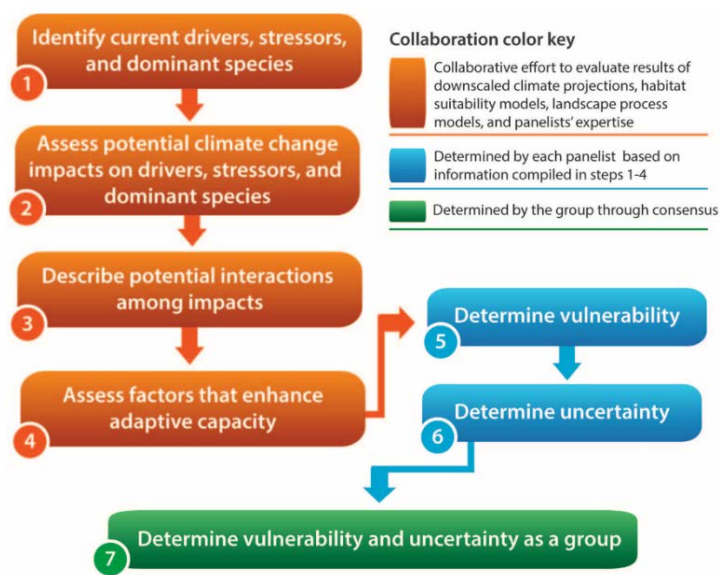 Identify current drivers, stressors,
and dominant species
1
Assess potential climate change
impacts on drivers, stressors, and
dominant species
2
Describe potential interactions
among impacts
3
Assess factors that enhance
adaptive capacity
4
Collaboration color key
Collaborative effort to evaluate results of
downscaled climate projections, habitat
suitability models, landscape process
models, and panelists' expertise
Determined by each panelist based on
information compiled in steps 1-4
Determined by the group through consensus
Determine vulnerability
5
Determine uncertainty
6
Determine vulnerability and uncertainty as a group
7